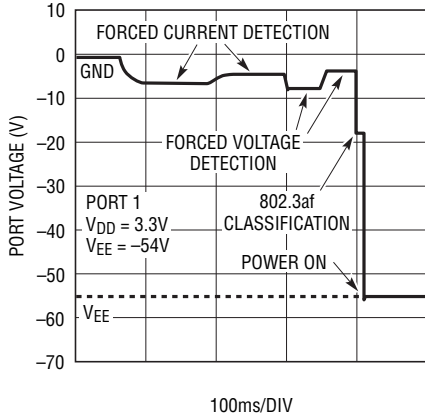 PORT VOLTAGE (V)
10
0
–10
–20
–30
–40
–50
–60
–70
FORCED CURRENT DETECTION
GND
FORCED VOLTAGE
DETECTION
PORT 1
VDD = 3.3V
VEE = –54V
802.3af
CLASSIFICATION
POWER ON
VEE
100ms/DIV